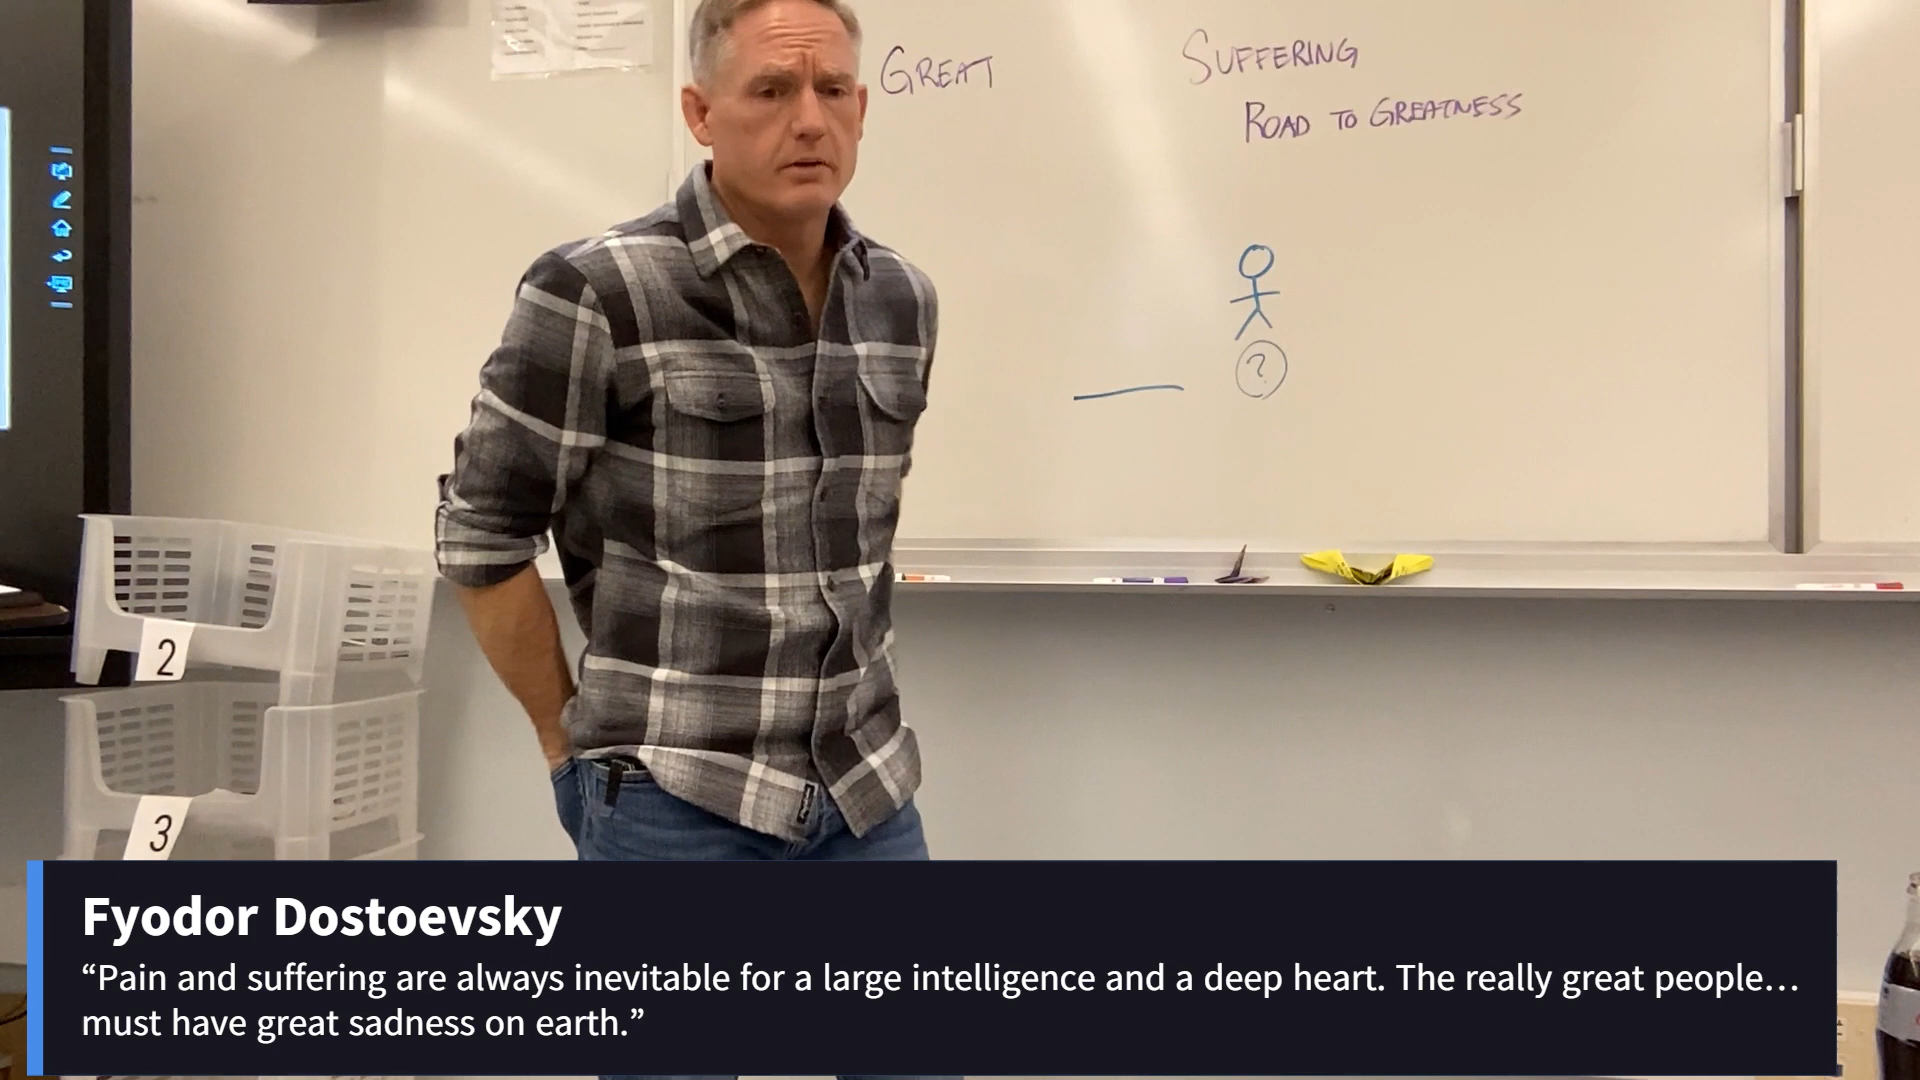 GREAT
SUFFERING
ROAD TO GREATNESS
?
2
3
Fyodor Dostoevsky
“Pain and suffering are always inevitable for a large intelligence and a deep heart. The really great people…
must have great sadness on earth.”